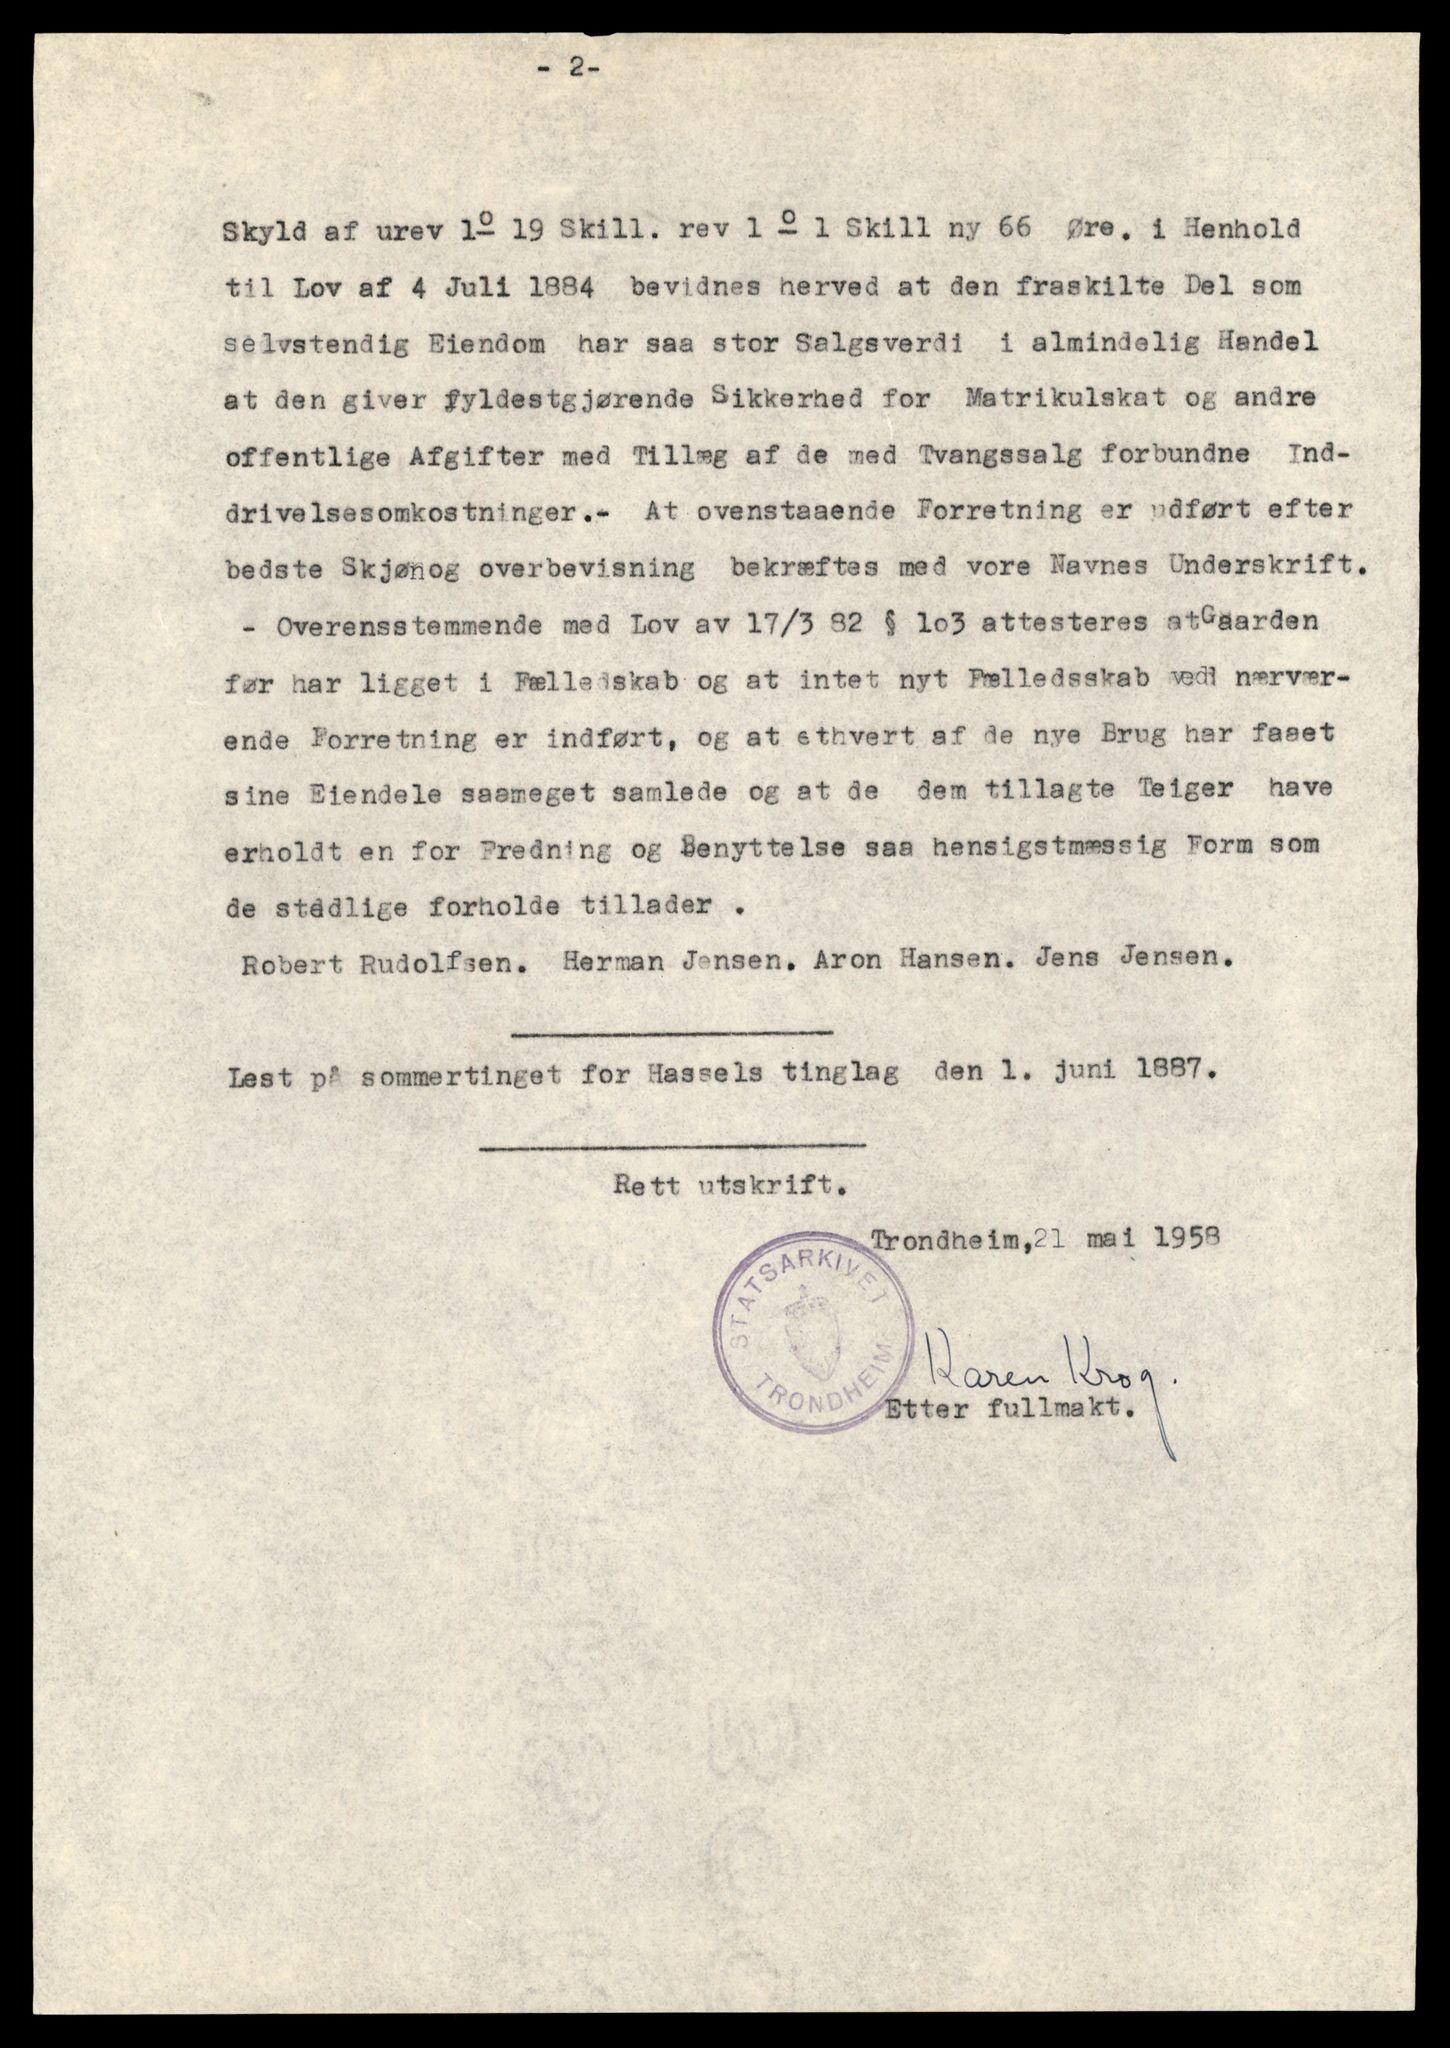 - 2-
Skyld af urev 1º 19 Skill. rev 1 º 1 Skill ny 66 Øre. i Henhold
til Lov af 4 Juli 1884 bevidnes herved at den fraskilte Del som
selvstendig Eiendom har saa stor Salgsverdi i almindelig Handel
at den giver fyldestgjørende Sikkerhed for Matrikulskat og andre
offentlige Afgifter med Tillæg af de med Tvangssalg forbundne Ind-
drivelsesomkostninger.- At ovenstaaende Forretning er udført efter
bedste Skjønog overbevisning bekræftes med vore Navnes Underskrift.
- Overensstemmende med Lov av 17/3 82 § 1o3 attesteres atGaarden
før har ligget i Fælledskab og at intet nyt Fælledsskab ved nærvær-
ende Forretning er indført, og at ethvert af de nye Brug har faaet
sine Eiendele saameget samlede og at de dem tillagte Teiger have
erholdt en for Fredning og Benyttelse saa hensigstmæssig Form som
de stedlige forholde tillader .
Robert Rudolfsen. Herman Jensen. Aron Hansen. Jens Jensen.
Lest på sommertinget for Hassels tinglag den 1. juni 1887.
Rett utskrift.
Trondheim,21 mai 1958
STATSARKIVET
TRONDHEIM
Karen Krog.
Etter fullmakt.